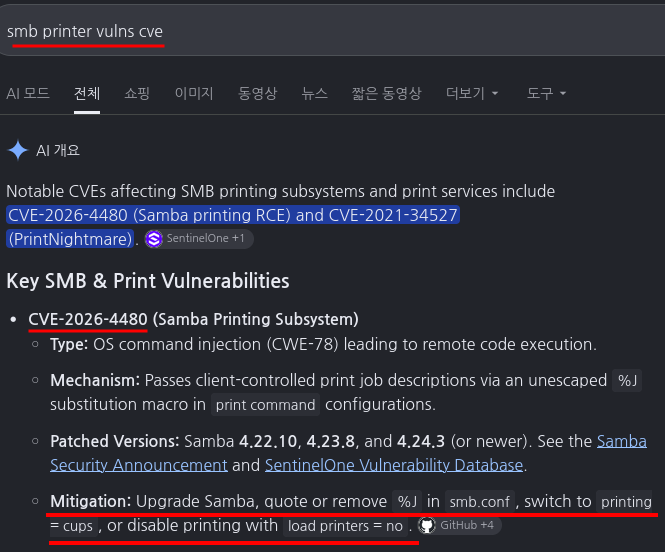 smb printer vulns cve
AI 모드 전체 쇼핑 이미지 동영상 뉴스 짧은 동영상 더보기 도구
AI 개요
Notable CVEs affecting SMB printing subsystems and print services include
CVE-2026-4480 (Samba printing RCE) and CVE-2021-34527
(PrintNightmare). SentinelOne +1
Key SMB & Print Vulnerabilities
• CVE-2026-4480 (Samba Printing Subsystem)
○ Type: OS command injection (CWE-78) leading to remote code execution.
○ Mechanism: Passes client-controlled print job descriptions via an unescaped %J
substitution macro in print command configurations.
○ Patched Versions: Samba 4.22.10, 4.23.8, and 4.24.3 (or newer). See the Samba
Security Announcement and SentinelOne Vulnerability Database.
○ Mitigation: Upgrade Samba, quote or remove %J in smb.conf, switch to printing
= cups, or disable printing with load printers = no. GitHub +4